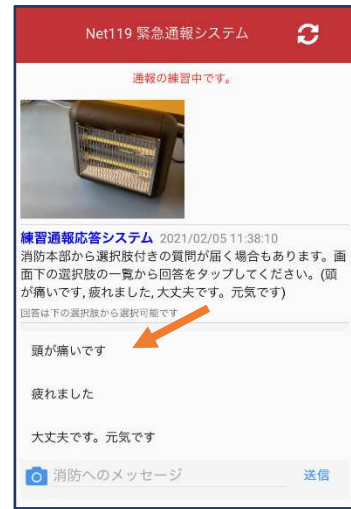 Net119 緊急通報システム
通報の練習中です。
練習通報応答システム 2021/02/05 11:38:10
消防本部から選択肢付きの質問が届く場合もあります。画
面下の選択肢の一覧から回答をタップしてください。(頭
が痛いです, 疲れました, 大丈夫です。元気です)
回答は下の選択肢から選択可能です
頭が痛いです
疲れました
大丈夫です。元気です
消防へのメッセージ 送信